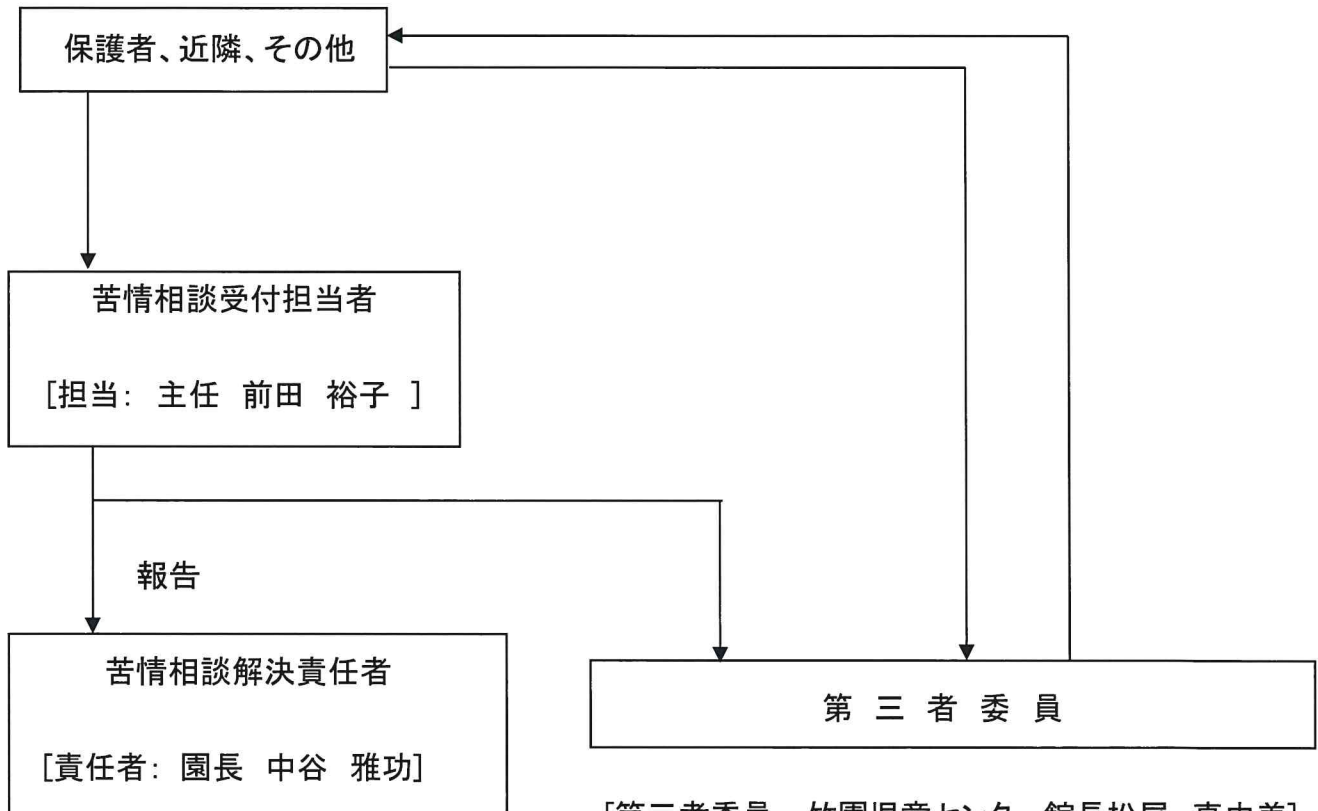 保護者、近隣、その他
苦情相談受付担当者
[担当: 主任 前田 裕子 ]
報告
苦情相談解決責任者
[責任者: 園長 中谷 雅功]
第 三 者 委 員